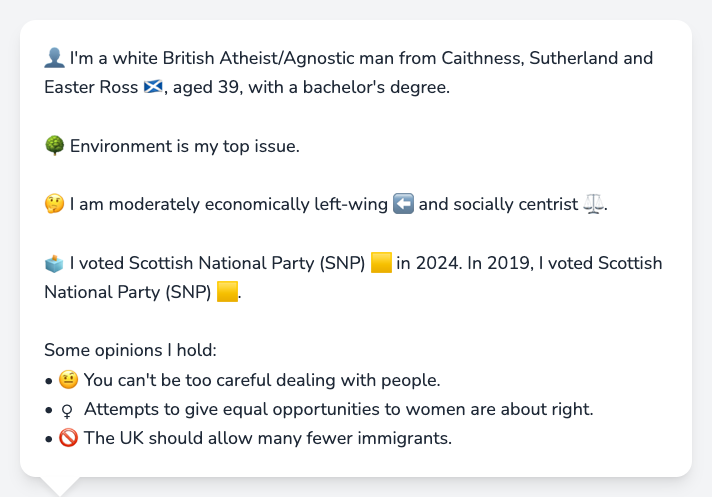 👤 I'm a white British Atheist/Agnostic man from Caithness, Sutherland and
Easter Ross 🏴󠁧󠁢󠁳󠁣󠁴󠁿, aged 39, with a bachelor's degree.
🌳 Environment is my top issue.
🤔 I am moderately economically left-wing ⬅️ and socially centrist ⚖️.
🗳️ I voted Scottish National Party (SNP) 🟨 in 2024. In 2019, I voted Scottish
National Party (SNP) 🟨.
Some opinions I hold:
• 🤨 You can't be too careful dealing with people.
• ♀ Attempts to give equal opportunities to women are about right.
• 🚫 The UK should allow many fewer immigrants.